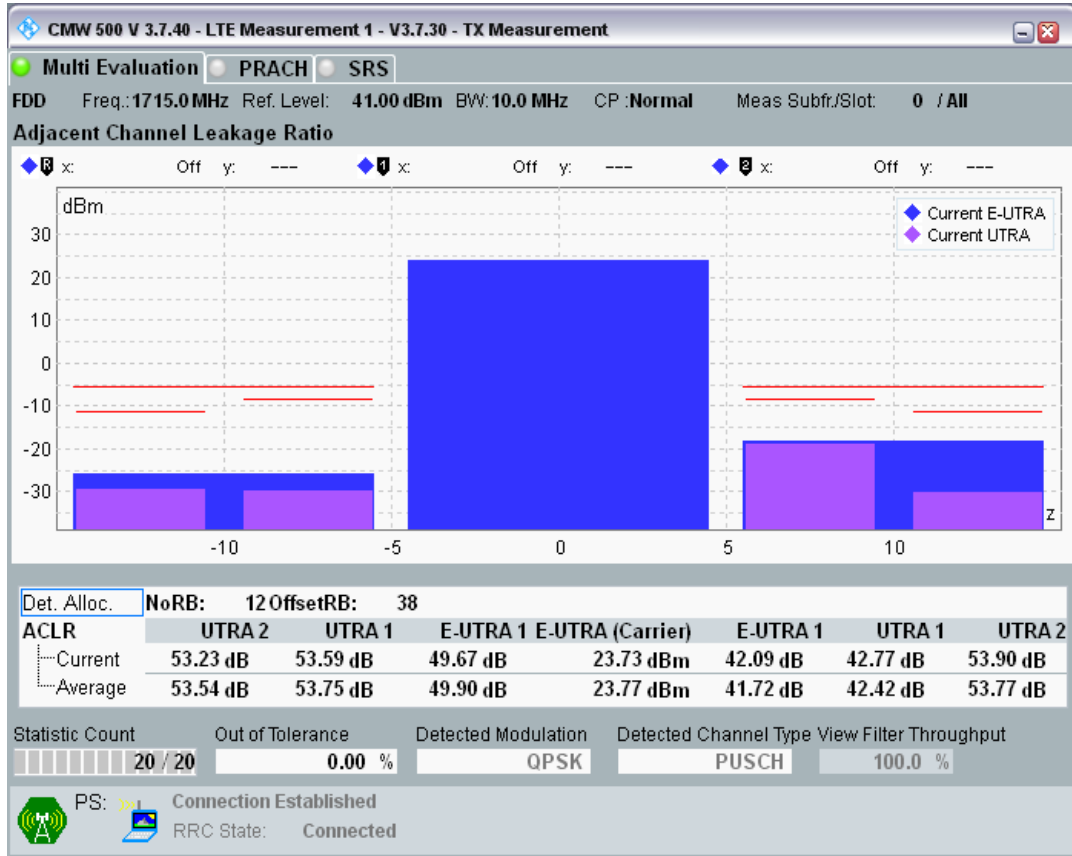 CMW 500 V 3.7.40 - LTE Measurement 1 - V3.7.30 - TX Measurement
Multi Evaluation PRACH SRS
FDD Freq.: 1715.0 MHz Ref. Level: 41.00 dBm BW: 10.0 MHz CP :Normal Meas Subfr./Slot: 0 / All
Adjacent Channel Leakage Ratio
R x: Off y: --- 1 x: Off y: --- 2 x: Off y: ---
dBm
Current E-UTRA
Current UTRA
30
20
10
0
-10
-20
-30
z
-10 -5 0 5 10
Det. Alloc. NoRB: 12 OffsetRB: 38
ACLR UTRA 2 UTRA 1 E-UTRA 1 E-UTRA (Carrier) E-UTRA 1 UTRA 1 UTRA 2
Current 53.23 dB 53.59 dB 49.67 dB 23.73 dBm 42.09 dB 42.77 dB 53.90 dB
Average 53.54 dB 53.75 dB 49.90 dB 23.77 dBm 41.72 dB 42.42 dB 53.77 dB
Statistic Count Out of Tolerance Detected Modulation Detected Channel Type View Filter Throughput
20 / 20 0.00 % QPSK PUSCH 100.0 %
PS: Connection Established
RRC State: Connected